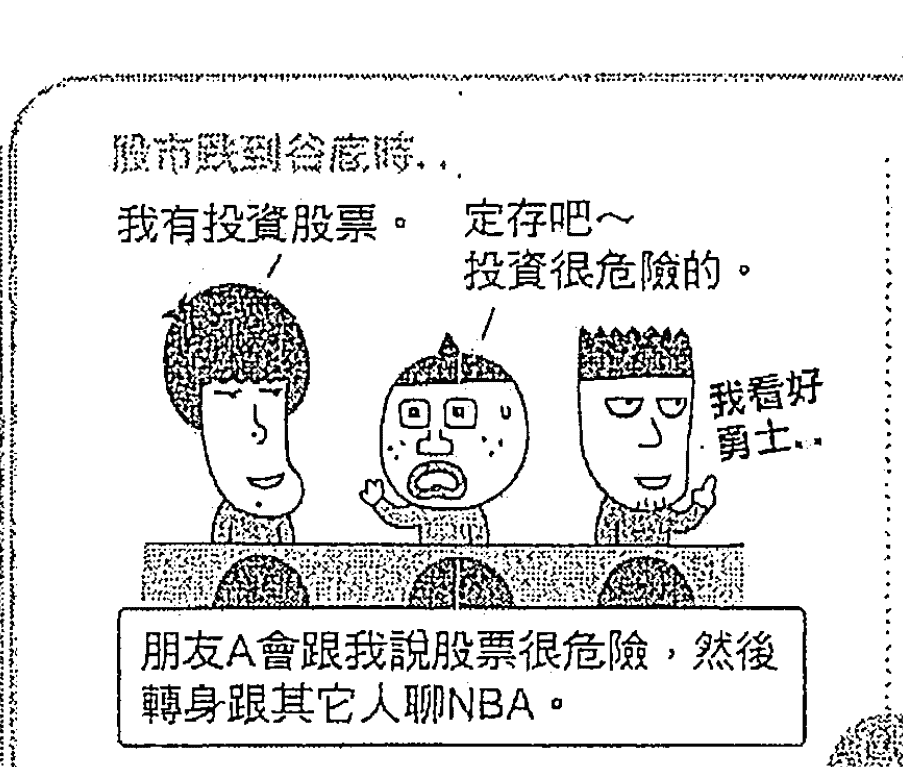 股市跌到谷底時...
我有投資股票。
定存吧～
投資很危險的。
我看好
勇士...
朋友A會跟我說股票很危險，然後
轉身跟其它人聊NBA。